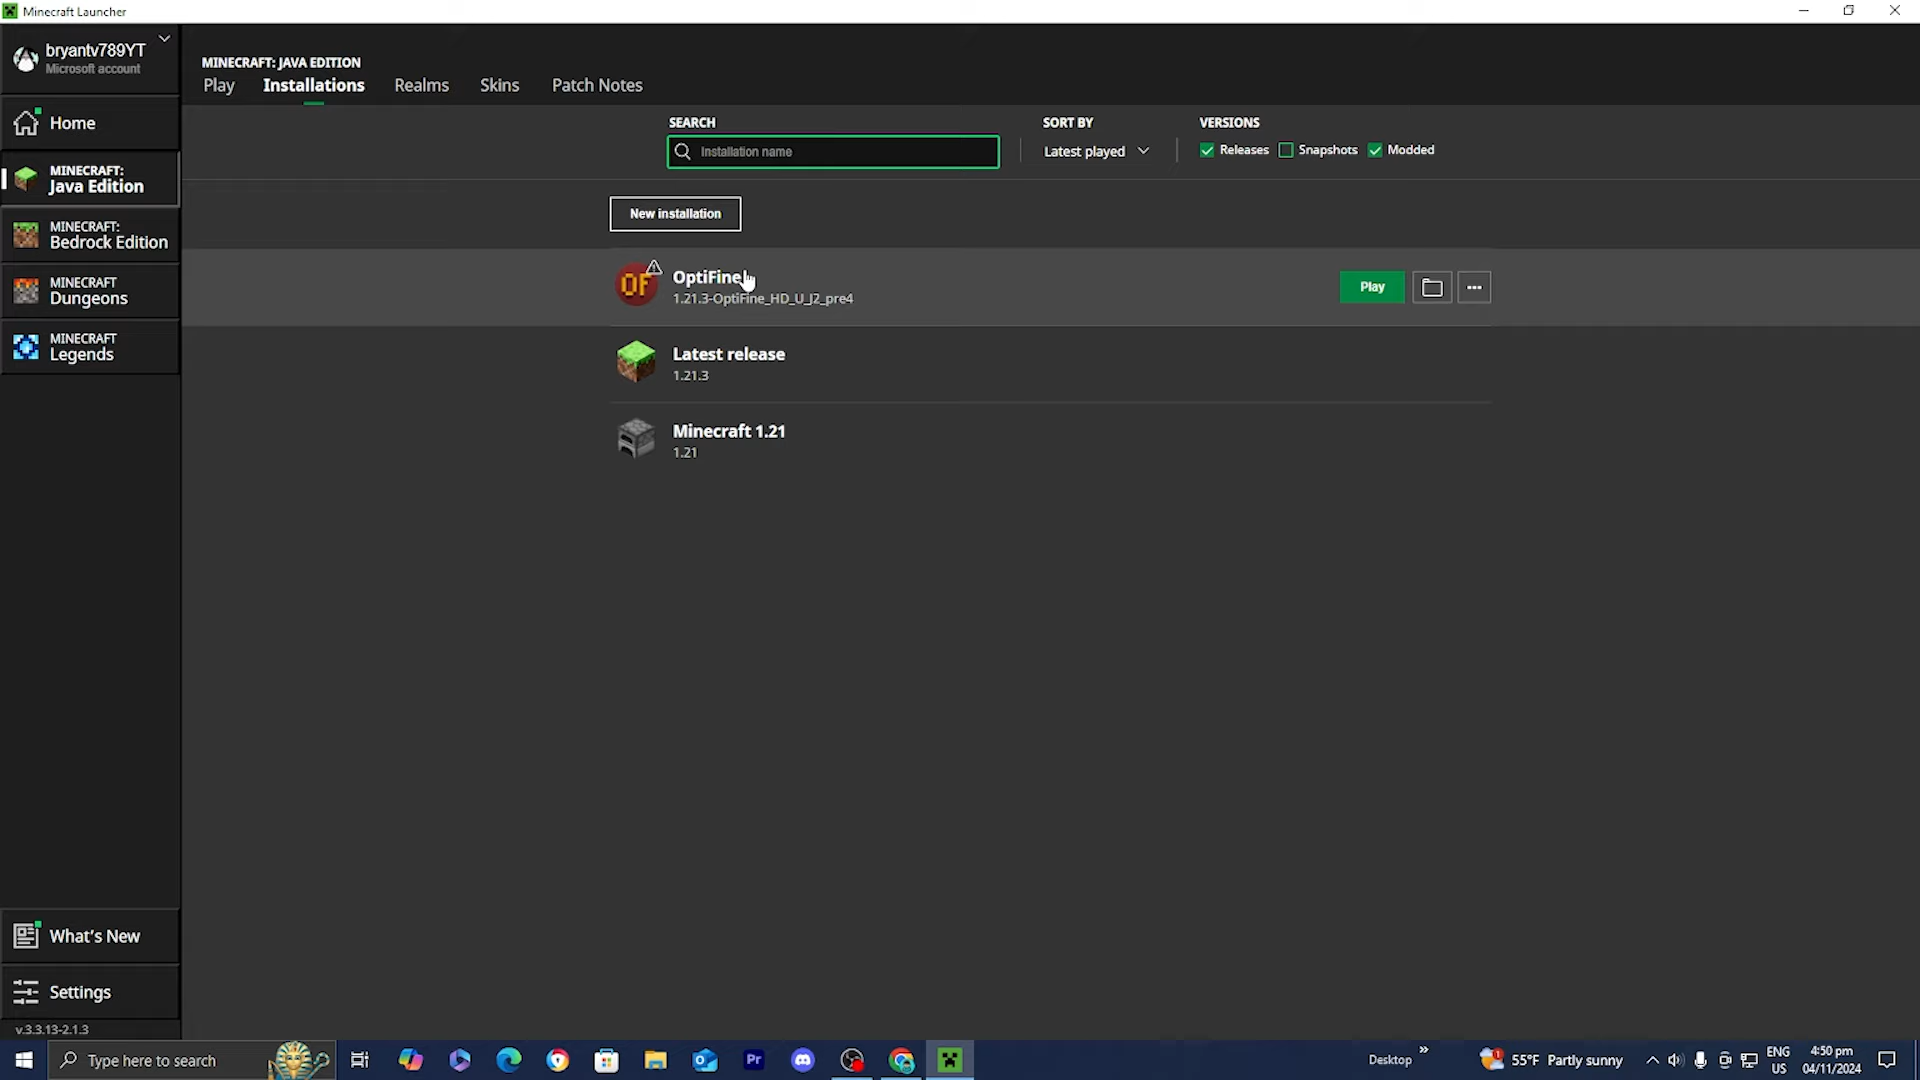 Minecraft Launcher
bryantv789YT
Microsoft account
Home
MINECRAFT:
Java Edition
MINECRAFT:
Bedrock Edition
MINECRAFT
Dungeons
MINECRAFT
Legends
What's New
Settings
v.3.3.13-2.1.3
MINECRAFT: JAVA EDITION
Play Installations Realms Skins Patch Notes
SEARCH SORT BY VERSIONS
Installation name Latest played Releases Snapshots Modded
New installation
OF OptiFine
1.21.3-OptiFine_HD_U_J2_pre4
Play
Latest release
1.21.3
Minecraft 1.21
1.21
Type here to search
Pr
Desktop
55°F Partly sunny
ENG
US
4:50 pm
04/11/2024